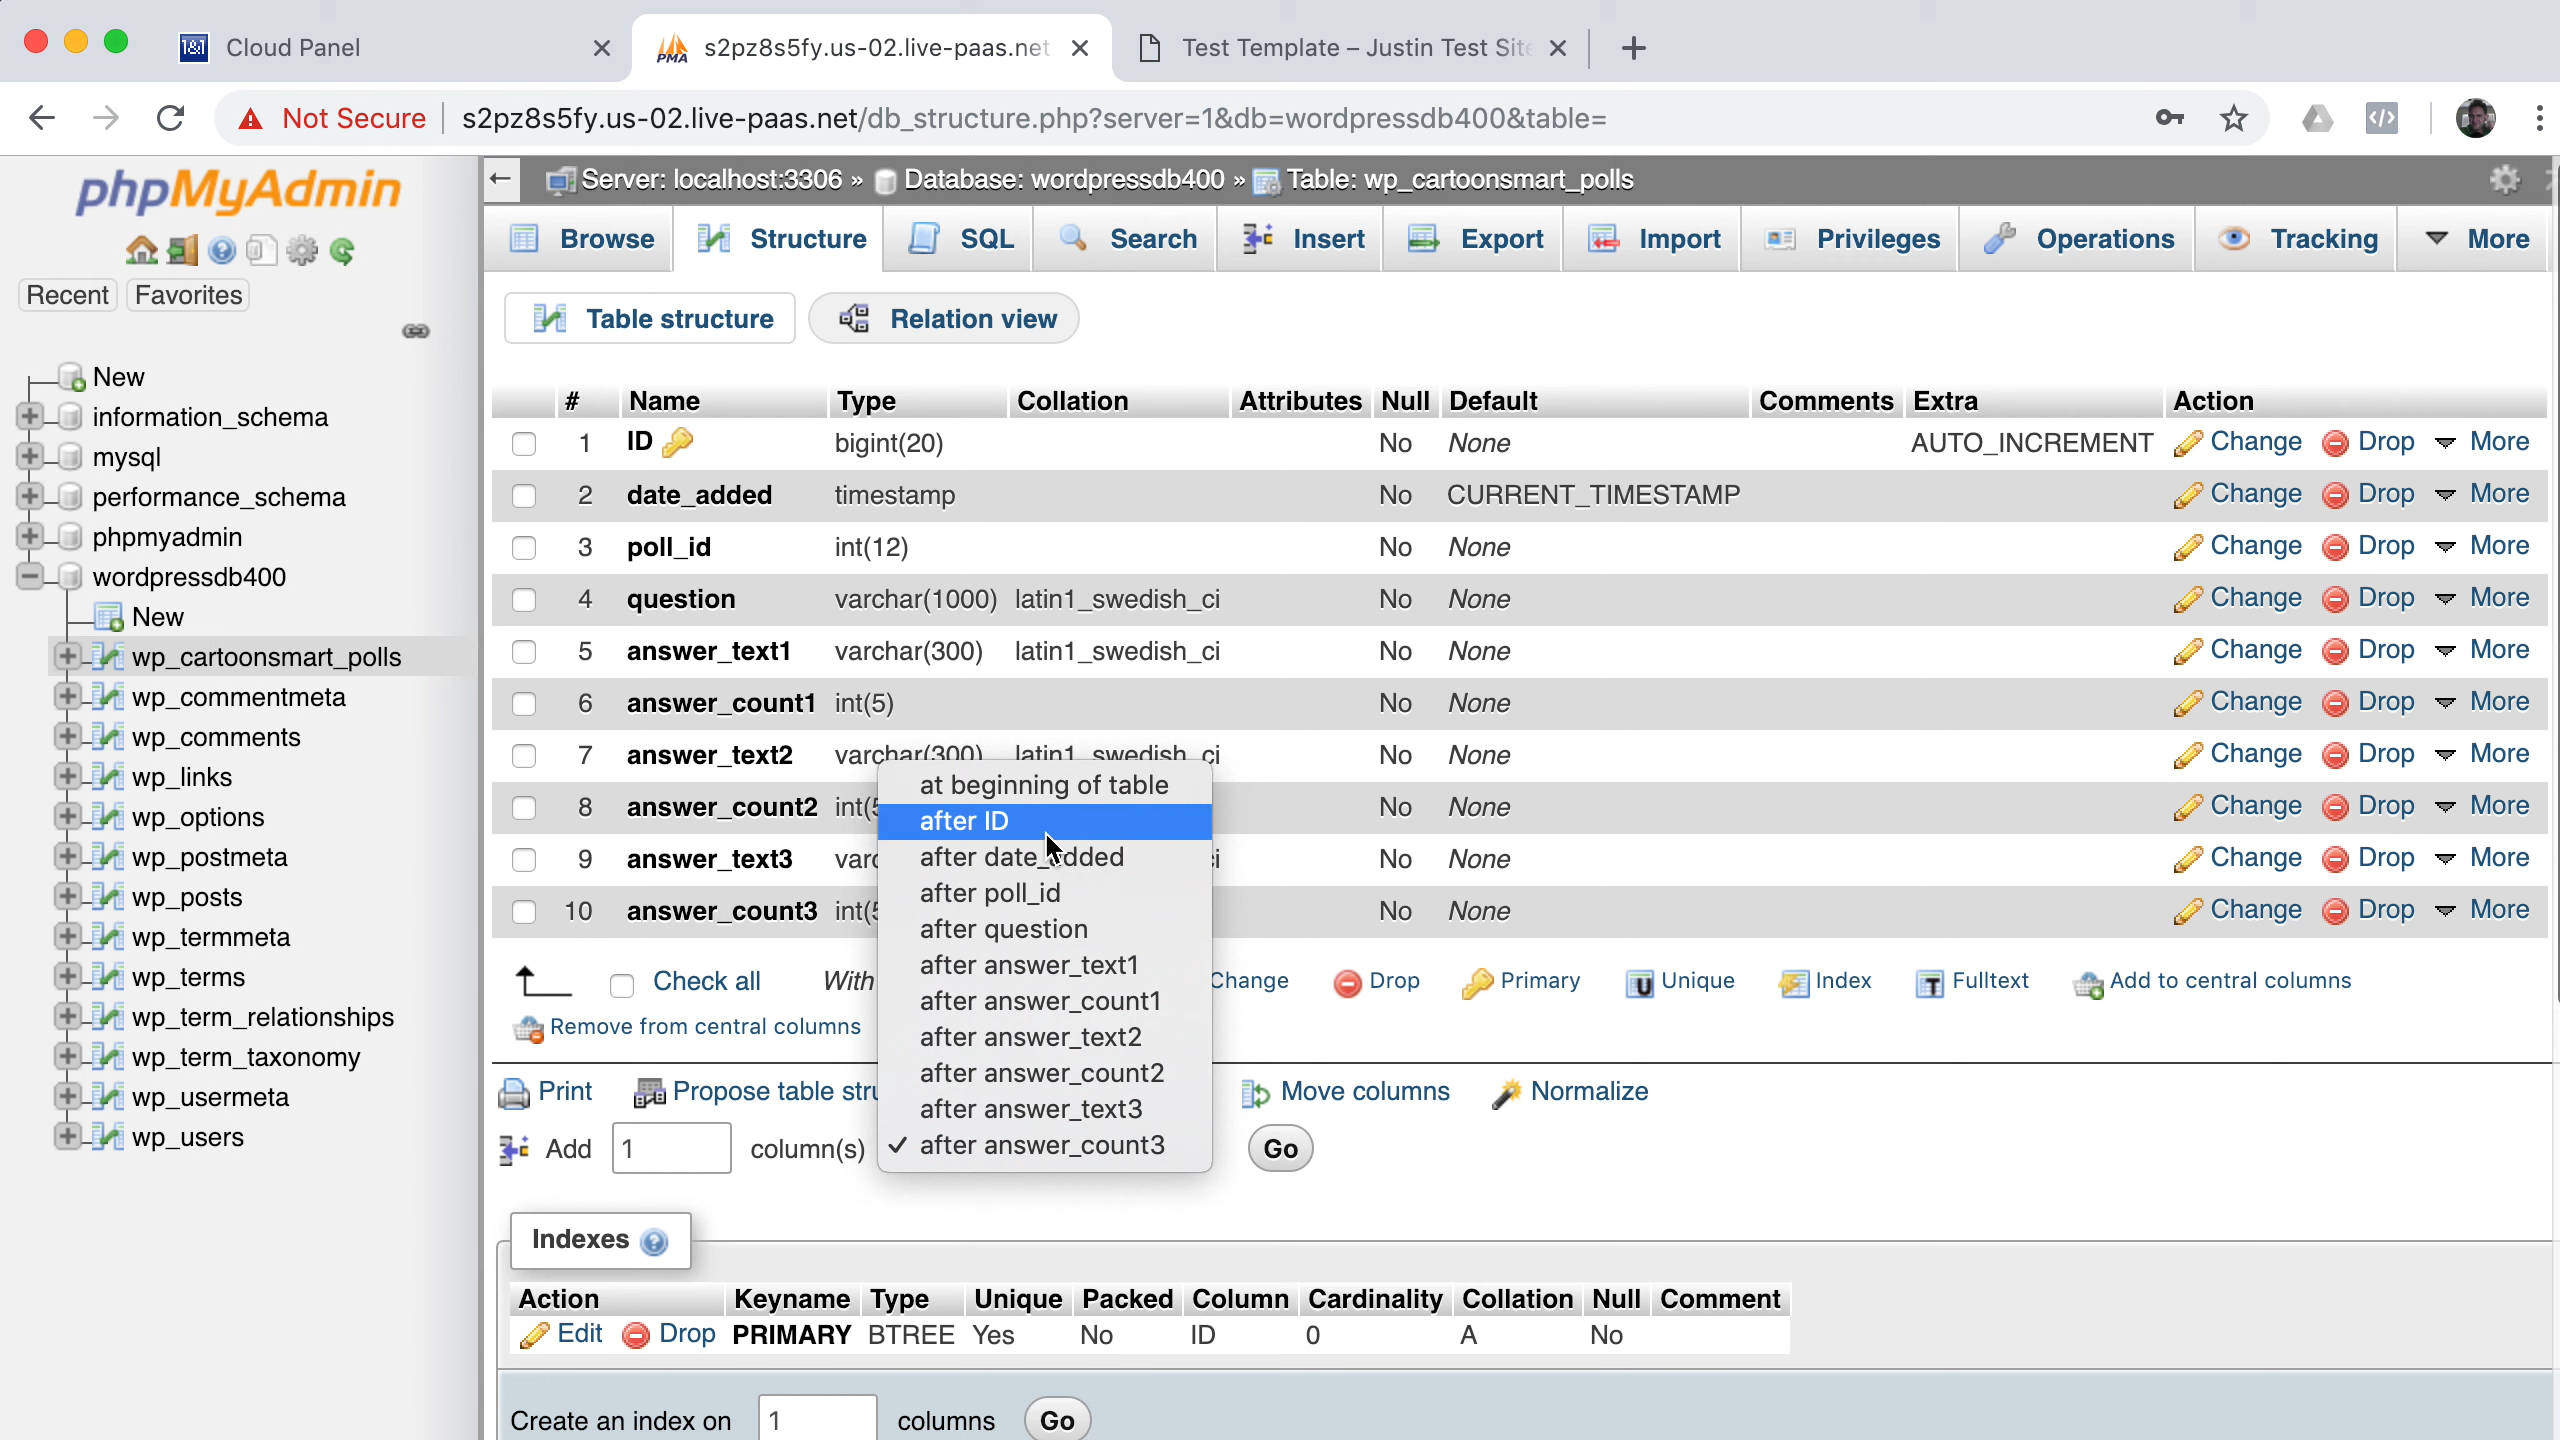 Cloud Panel
s2pz8s5fy.us-02.live-paas.net
Test Template – Justin Test Site
Not Secure
s2pz8s5fy.us-02.live-paas.net/db_structure.php?server=1&db=wordpressdb400&table=
phpMyAdmin
Recent
Favorites
New
information_schema
mysql
performance_schema
phpmyadmin
wordpressdb400
New
wp_cartoonsmart_polls
wp_commentmeta
wp_comments
wp_links
wp_options
wp_postmeta
wp_posts
wp_termmeta
wp_terms
wp_term_relationships
wp_term_taxonomy
wp_usermeta
wp_users
Server: localhost:3306 » Database: wordpressdb400 » Table: wp_cartoonsmart_polls
Browse Structure SQL Search Insert Export Import Privileges Operations Tracking More
Table structure Relation view
# Name Type Collation Attributes Null Default Comments Extra Action
1 ID bigint(20) No None AUTO_INCREMENT Change Drop More
2 date_added timestamp No CURRENT_TIMESTAMP Change Drop More
3 poll_id int(12) No None Change Drop More
4 question varchar(1000) latin1_swedish_ci No None Change Drop More
5 answer_text1 varchar(300) latin1_swedish_ci No None Change Drop More
6 answer_count1 int(5) No None Change Drop More
7 answer_text2 varchar(300) latin1_swedish_ci No None Change Drop More
8 answer_count2 int(5 No None Change Drop More
9 answer_text3 varc i No None Change Drop More
10 answer_count3 int(5 No None Change Drop More
at beginning of table
after ID
after date_added
after poll_id
after question
after answer_text1
after answer_count1
after answer_text2
after answer_count2
after answer_text3
✓ after answer_count3
Check all With Change Drop Primary Unique Index Fulltext Add to central columns
Remove from central columns
Print Propose table stru Move columns Normalize
Add 1 column(s) Go
Indexes
Action Keyname Type Unique Packed Column Cardinality Collation Null Comment
Edit Drop PRIMARY BTREE Yes No ID 0 A No
Create an index on 1 columns Go